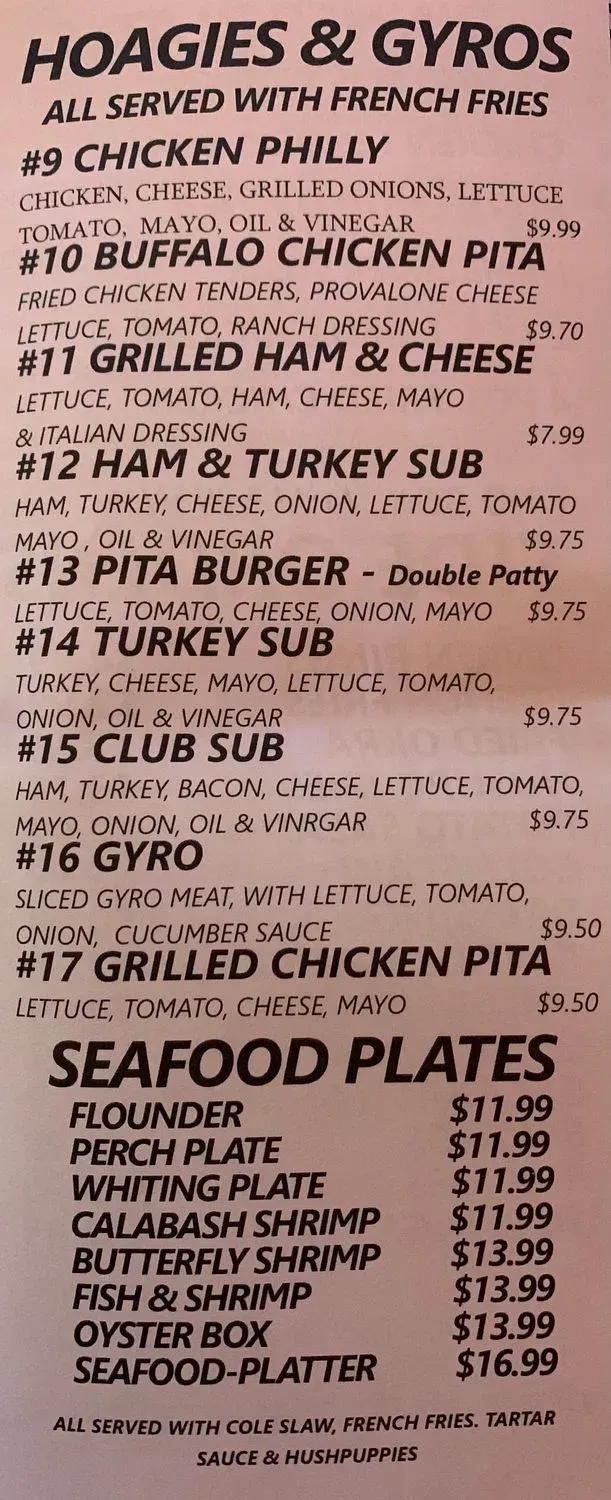 HOAGIES & GYROS
ALL SERVED WITH FRENCH FRIES
#9 CHICKEN PHILLY
CHICKEN, CHEESE, GRILLED ONIONS, LETTUCE
TOMATO, MAYO, OIL & VINEGAR $9.99
#10 BUFFALO CHICKEN PITA
FRIED CHICKEN TENDERS, PROVALONE CHEESE
LETTUCE, TOMATO, RANCH DRESSING $9.70
#11 GRILLED HAM & CHEESE
LETTUCE, TOMATO, HAM, CHEESE, MAYO
& ITALIAN DRESSING $7.99
#12 HAM & TURKEY SUB
HAM, TURKEY, CHEESE, ONION, LETTUCE, TOMATO
MAYO , OIL & VINEGAR $9.75
#13 PITA BURGER - Double Patty
LETTUCE, TOMATO, CHEESE, ONION, MAYO $9.75
#14 TURKEY SUB
TURKEY, CHEESE, MAYO, LETTUCE, TOMATO,
ONION, OIL & VINEGAR $9.75
#15 CLUB SUB
HAM, TURKEY, BACON, CHEESE, LETTUCE, TOMATO,
MAYO, ONION, OIL & VINRGAR $9.75
#16 GYRO
SLICED GYRO MEAT, WITH LETTUCE, TOMATO,
ONION, CUCUMBER SAUCE $9.50
#17 GRILLED CHICKEN PITA
LETTUCE, TOMATO, CHEESE, MAYO $9.50
SEAFOOD PLATES
FLOUNDER $11.99
PERCH PLATE $11.99
WHITING PLATE $11.99
CALABASH SHRIMP $11.99
BUTTERFLY SHRIMP $13.99
FISH & SHRIMP $13.99
OYSTER BOX $13.99
SEAFOOD-PLATTER $16.99
ALL SERVED WITH COLE SLAW, FRENCH FRIES. TARTAR
SAUCE & HUSHPUPPIES